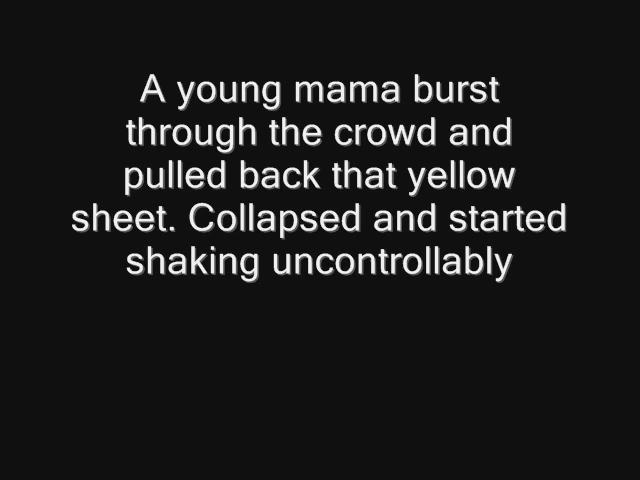 A young mama burst
through the crowd and
pulled back that yellow
sheet. Collapsed and started
shaking uncontrollably